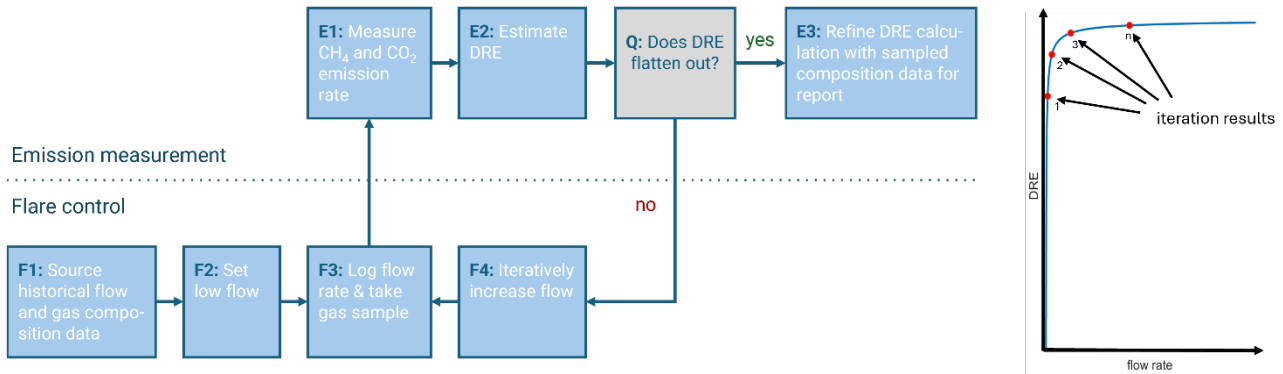 E1: Measure
CH₄ and CO₂
emission
rate
E2: Estimate
DRE
Q: Does DRE
flatten out?
yes
E3: Refine DRE calcu-
lation with sampled
composition data for
report
Emission measurement
Flare control
no
F1: Source
historical flow
and gas compo-
sition data
F2: Set
low flow
F3: Log flow
rate & take
gas sample
F4: Iteratively
increase flow
DRE
1
2
3
n
iteration results
flow rate